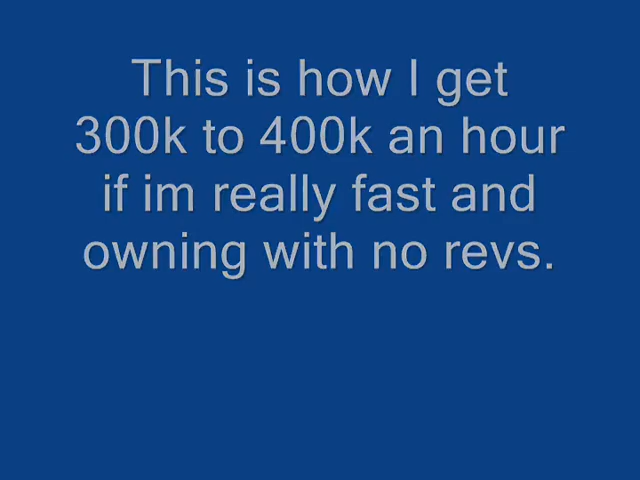 This is how I get
300k to 400k an hour
if im really fast and
owning with no revs.